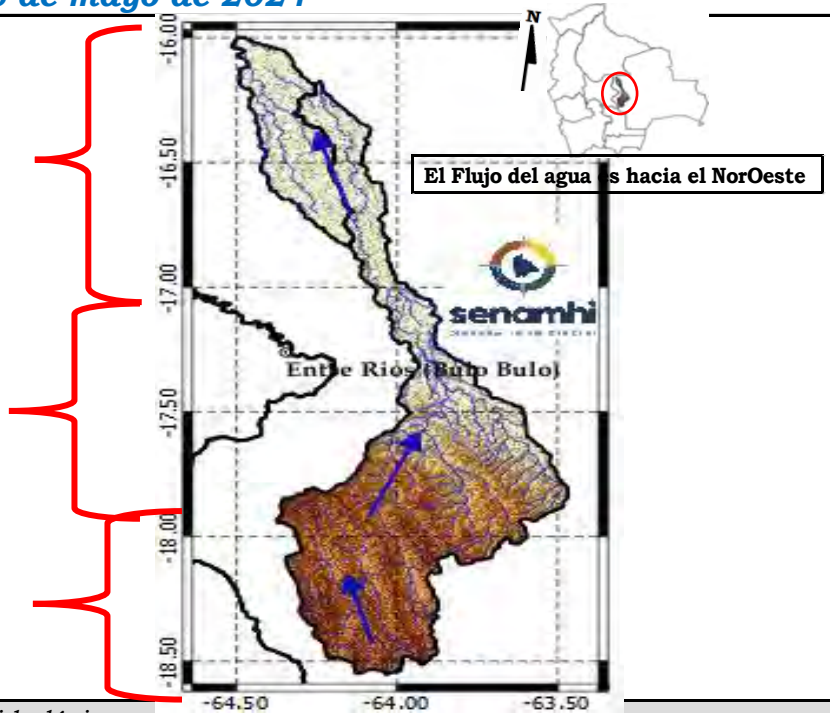 de mayo de 2024
-16.00
N
-16.50
El Flujo del agua es hacia el NorOeste
-17.00
senamhi
Entre Rios (Bulo Bulo)
-17.50
-18.00
-18.50
-64.50 -64.00 -63.50